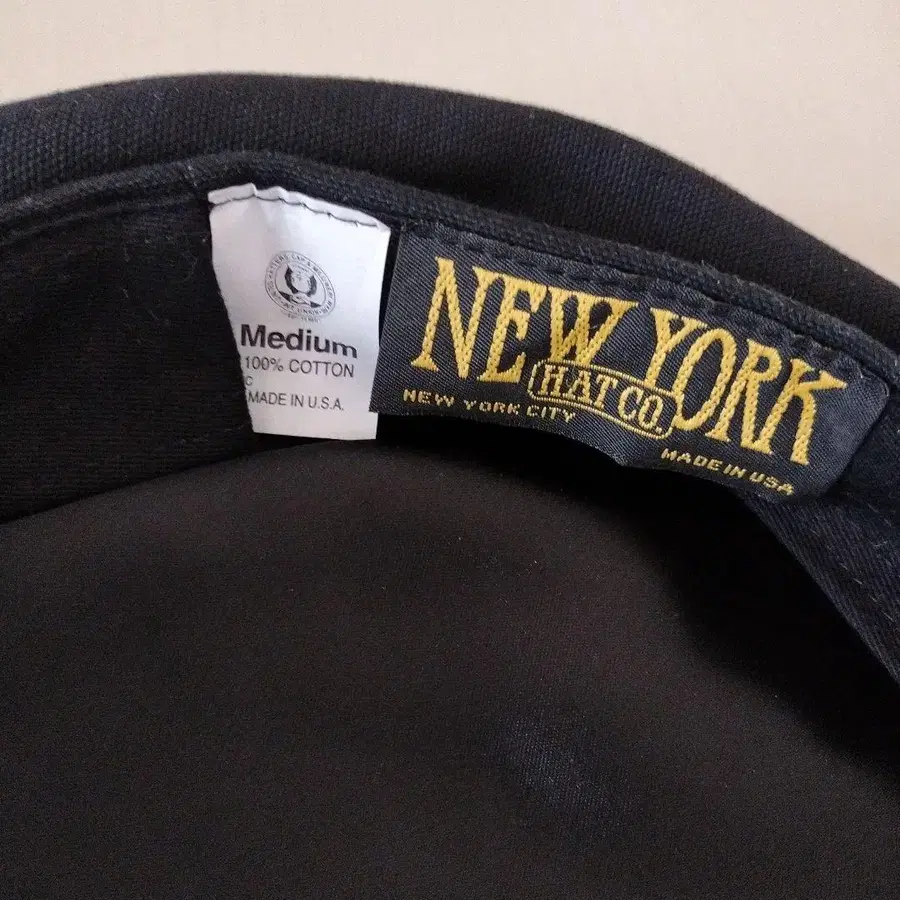 Medium
100% COTTON
C
MADE IN U.S.A.
NEW YORK
HAT CO.
NEW YORK CITY
MADE IN USA